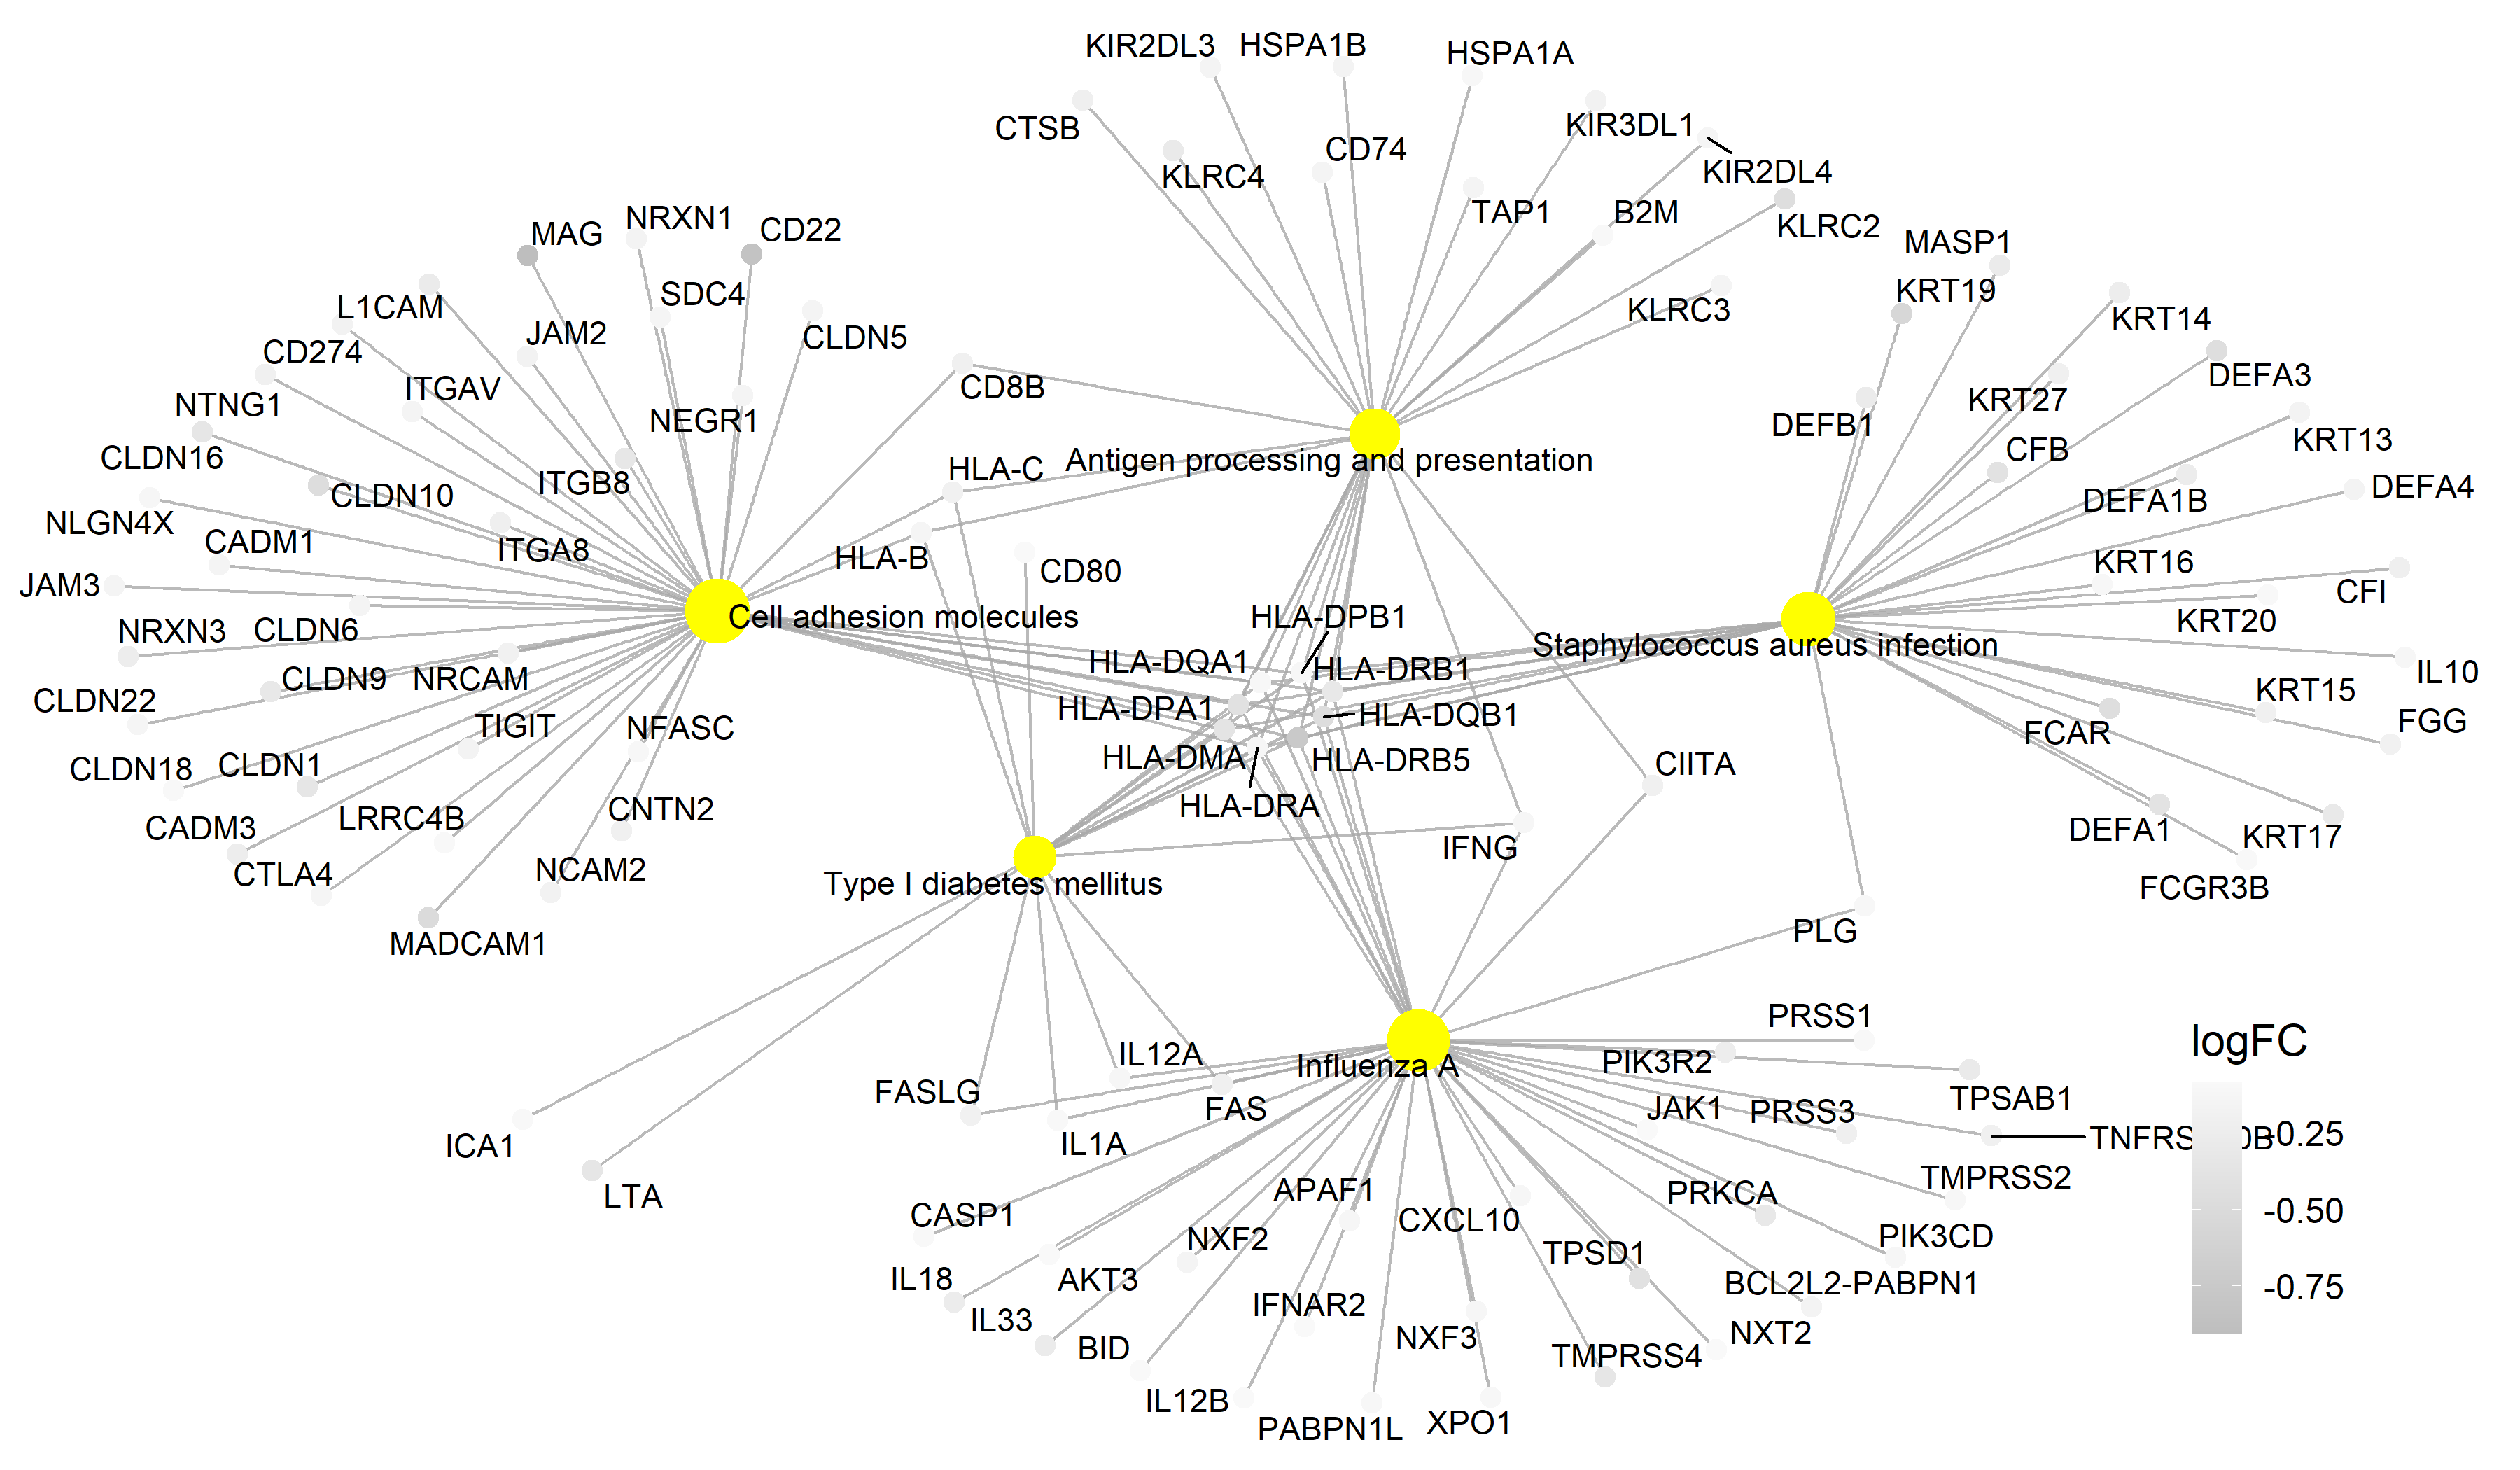 KIR2DL3
HSPA1B
HSPA1A
CTSB
KIR3DL1
CD74
KLRC4
KIR2DL4
TAP1
B2M
KLRC2
NRXN1
MAG
CD22
MASP1
SDC4
KRT19
L1CAM
KLRC3
KRT14
JAM2
CLDN5
CD274
DEFA3
NTNG1
ITGAV
CD8B
KRT27
NEGR1
DEFB1
KRT13
CLDN16
CFB
Antigen processing and presentation
HLA-C
ITGB8
DEFA4
CLDN10
DEFA1B
NLGN4X
CADM1
ITGA8
HLA-B
CD80
KRT16
JAM3
CFI
Cell adhesion molecules
HLA-DPB1
KRT20
NRXN3
CLDN6
Staphylococcus aureus infection
HLA-DQA1
HLA-DRB1
IL10
CLDN9
NRCAM
KRT15
CLDN22
HLA-DPA1
HLA-DQB1
FGG
TIGIT
NFASC
FCAR
HLA-DMA
HLA-DRB5
CIITA
CLDN18
CLDN1
HLA-DRA
CNTN2
LRRC4B
CADM3
DEFA1
KRT17
IFNG
CTLA4
NCAM2
Type I diabetes mellitus
FCGR3B
PLG
MADCAM1
PRSS1
logFC
IL12A
Influenza A
PIK3R2
FASLG
TPSAB1
FAS
JAK1
PRSS3
IL1A
ICA1
-0.25
TMPRSS2
LTA
APAF1
PRKCA
CASP1
CXCL10
-0.50
NXF2
PIK3CD
TPSD1
IL18
AKT3
BCL2L2-PABPN1
-0.75
IFNAR2
IL33
NXF3
NXT2
BID
TMPRSS4
IL12B
PABPN1L
XPO1